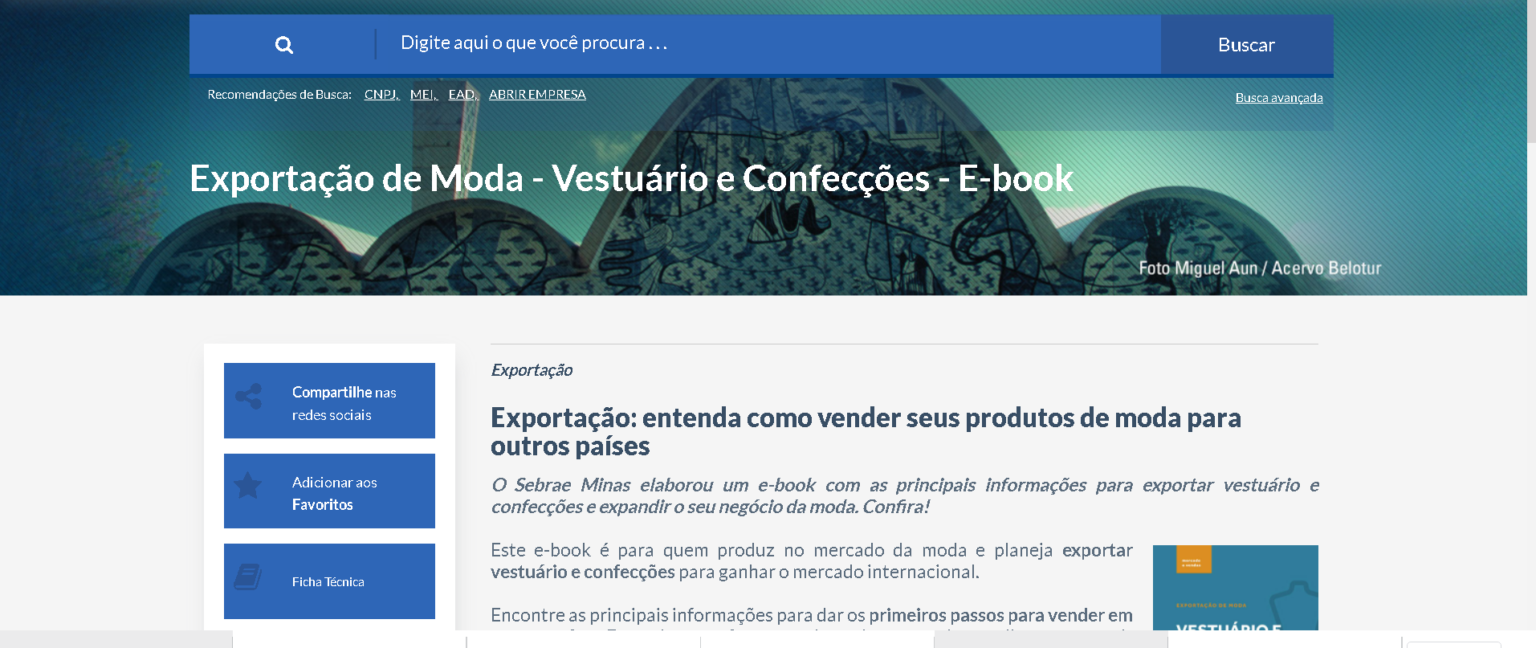 Digite aqui o que você procura . . .
Buscar
Recomendações de Busca: CNPJ, MEI, EAD, ABRIR EMPRESA
Busca avançada
Exportação de Moda - Vestuário e Confecções - E-book
Foto Miguel Aun / Acervo Belotur
Compartilhe nas
redes sociais
Adicionar aos
Favoritos
Ficha Técnica
Exportação
Exportação: entenda como vender seus produtos de moda para
outros países
O Sebrae Minas elaborou um e-book com as principais informações para exportar vestuário e
confecções e expandir o seu negócio da moda. Confira!
Este e-book é para quem produz no mercado da moda e planeja exportar
vestuário e confecções para ganhar o mercado internacional.
Encontre as principais informações para dar os primeiros passos para vender em
EXPORTAÇÃO DE MODA
VESTUÁRIO E